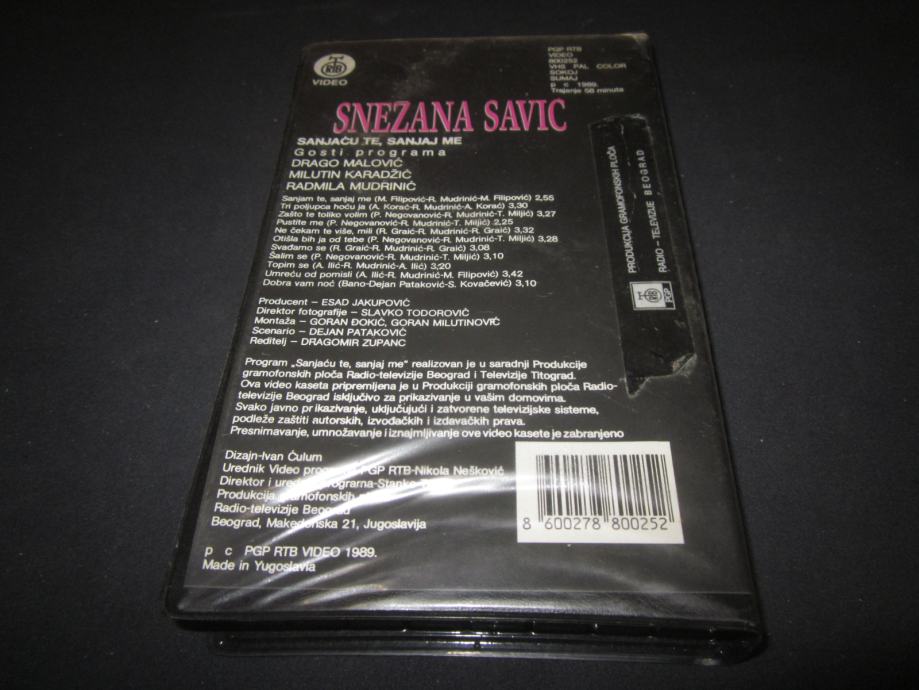 RTB
VIDEO
PGP RTB
VIDEO
800252
VHS PAL COLOR
SOKOJ
SUMAJ
p c 1989.
Trajanje 58 minuta
SNEZANA SAVIC
SANJAĆU TE, SANJAJ ME
Gosti programa
DRAGO MALOVIĆ
MILUTIN KARADŽIĆ
RADMILA MUDRINIĆ
Sanjam te, sanjaj me (M. Filipović-R. Mudrinić-M. Filipović) 2,55
Tri poljupca hoću ja (A. Korać-R. Mudrinić-A. Korać) 3,30
Zašto te toliko volim (P. Negovanović-R. Mudrinić-T. Miljić) 3,27
Pustite me (P. Negovanović-R. Mudrinić-T. Miljić) 2,25
Ne čekam te više, mili (R. Graić-R. Mudrinić-R. Graić) 3,32
Otišla bih ja od tebe (P. Negovanović-R. Mudrinić-T. Miljić) 3,28
Svađamo se (R. Graić-R. Mudrinić-R. Graić) 3,08
Šalim se (P. Negovanović-R. Mudrinić-T. Miljić) 3,10
Topim se (A. Ilić-R. Mudrinić-A. Ilić) 3,20
Umreću od pomisli (A. Ilić-R. Mudrinić-M. Filipović) 3,42
Dobra vam noć (Bano-Dejan Pataković-S. Kovačević) 3,10
Producent – ESAD JAKUPOVIĆ
Direktor fotografije – SLAVKO TODOROVIĆ
Montaža – GORAN ĐOKIĆ, GORAN MILUTINOVIĆ
Scenario – DEJAN PATAKOVIĆ
Reditelj – DRAGOMIR ZUPANC
Program „Sanjaću te, sanjaj me“ realizovan je u saradnji Produkcije
gramofonskih ploča Radio-televizije Beograd i Televizije Titograd.
Ova video kaseta pripremljena je u Produkciji gramofonskih ploča Radio-
televizije Beograd isključivo za prikazivanje u vašim domovima.
Svako javno prikazivanje, uključujući i zatvorene televizijske sisteme,
podleže zaštiti autorskih, izvođačkih i izdavačkih prava.
Presnimavanje, umnožavanje i iznajmljivanje ove video kasete je zabranjeno
Dizajn-Ivan Ćulum
Urednik Video PGP RTB-Nikola Nešković
Direktor i
Produkcija gramofonskih
Radio-televizije Beograd
Beograd, Makedonska 21, Jugoslavija
p c PGP RTB VIDEO 1989.
Made in Yugoslavia
8 600278 800252
PRODUKCIJA GRAMOFONSKIH PLOČA
RADIO – TELEVIZIJE BEOGRAD
RTB
PGP